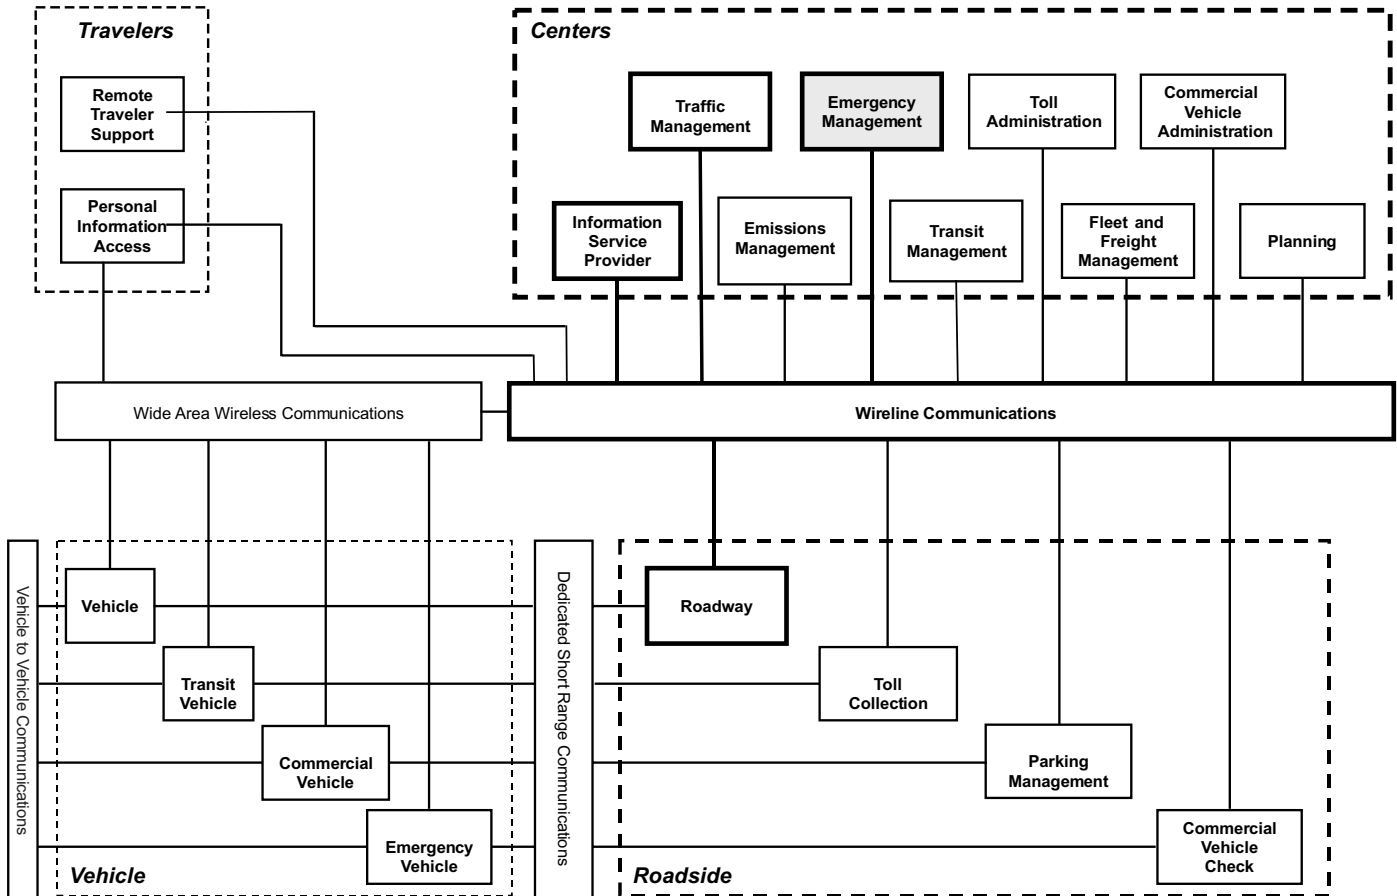 Travelers
Remote
Traveler
Support
Personal
Information
Access
Centers
Traffic
Management
Emergency
Management
Toll
Administration
Commercial
Vehicle
Administration
Information
Service
Provider
Emissions
Management
Transit
Management
Fleet and
Freight
Management
Planning
Wide Area Wireless Communications
Wireline Communications
Vehicle to Vehicle Communications
Vehicle
Transit
Vehicle
Commercial
Vehicle
Emergency
Vehicle
Vehicle
Dedicated Short Range Communications
Roadway
Toll
Collection
Parking
Management
Commercial
Vehicle
Check
Roadside